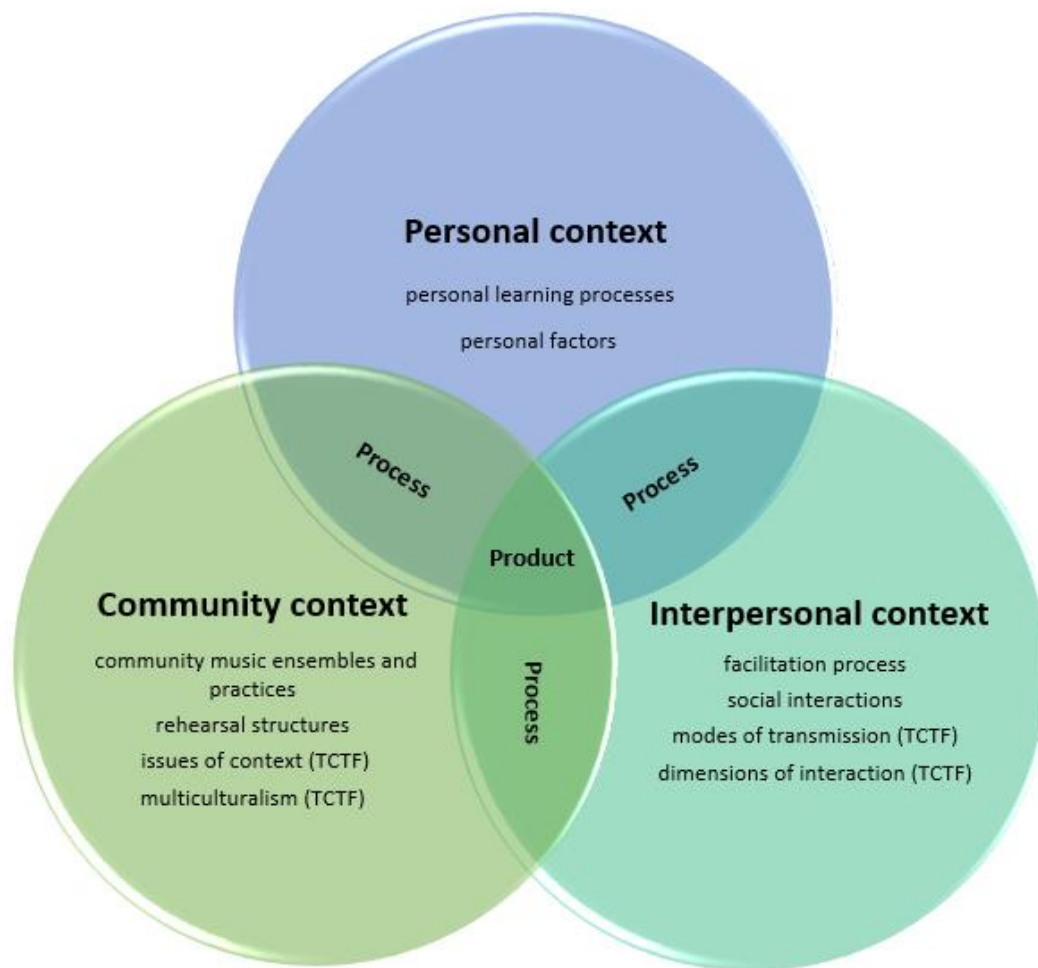 Personal context
personal learning processes
personal factors
Process
Process
Product
Community context
community music ensembles and
practices
rehearsal structures
issues of context (TCTF)
multiculturalism (TCTF)
Interpersonal context
facilitation process
social interactions
modes of transmission (TCTF)
dimensions of interaction (TCTF)
Process